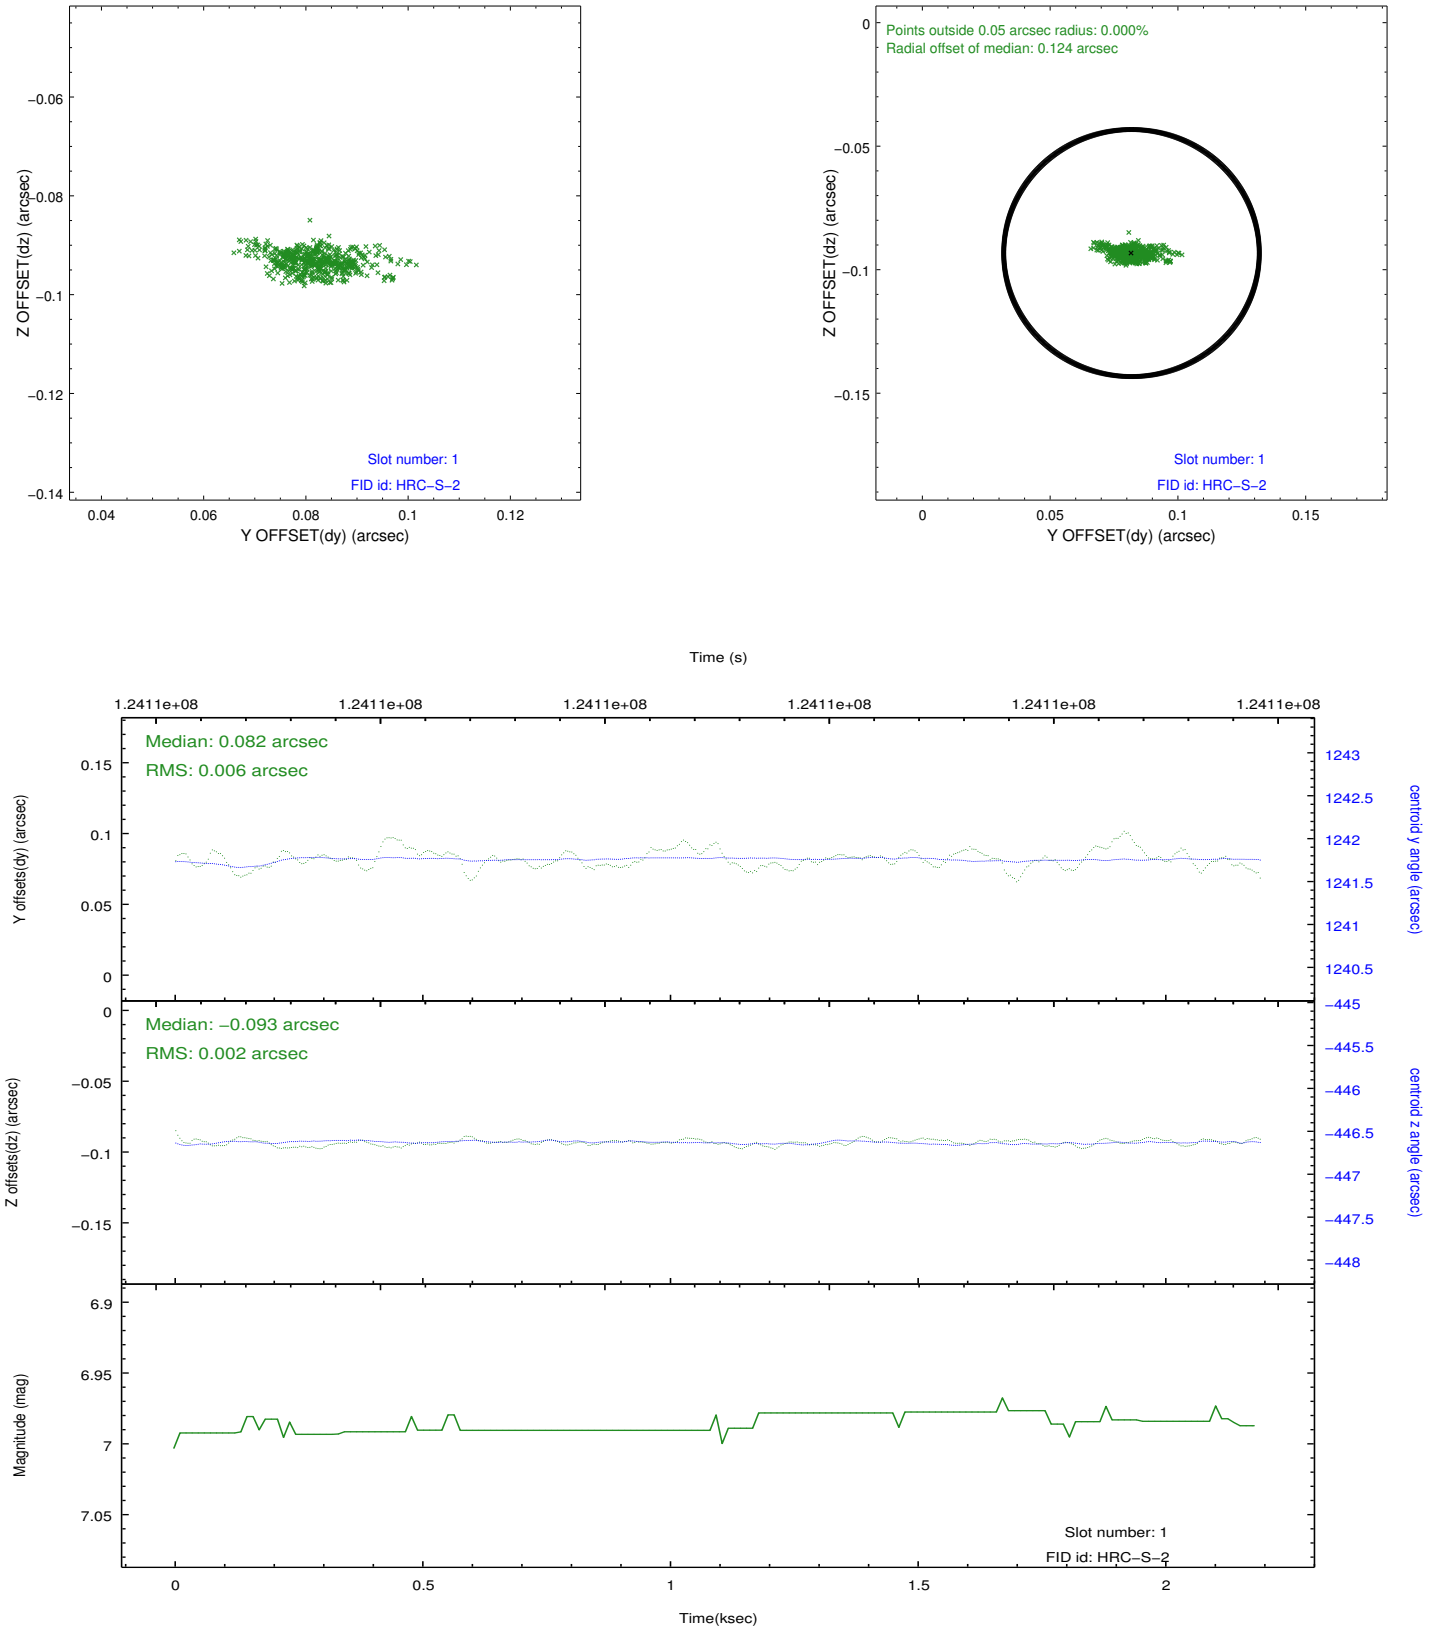 −0.06
−0.08
−0.1
−0.12
−0.14
Z OFFSET(dz) (arcsec)
Slot number: 1
FID id: HRC−S−2
0.04 0.06 0.08 0.1 0.12
Y OFFSET(dy) (arcsec)
Points outside 0.05 arcsec radius: 0.000%
Radial offset of median: 0.124 arcsec
0
−0.05
−0.1
−0.15
Z OFFSET(dz) (arcsec)
Slot number: 1
FID id: HRC−S−2
0 0.05 0.1 0.15
Y OFFSET(dy) (arcsec)
Time (s)
1.2411e+08 1.2411e+08 1.2411e+08 1.2411e+08 1.2411e+08 1.2411e+08
Median: 0.082 arcsec
RMS: 0.006 arcsec
0.15
0.1
0.05
0
Y offsets(dy) (arcsec)
1243
1242.5
1242
1241.5
1241
1240.5
centroid y angle (arcsec)
Median: −0.093 arcsec
RMS: 0.002 arcsec
0
−0.05
−0.1
−0.15
Z offsets(dz) (arcsec)
−445
−445.5
−446
−446.5
−447
−447.5
−448
centroid z angle (arcsec)
6.9
6.95
7
7.05
Magnitude (mag)
Slot number: 1
FID id: HRC−S−2
0 0.5 1 1.5 2
Time(ksec)